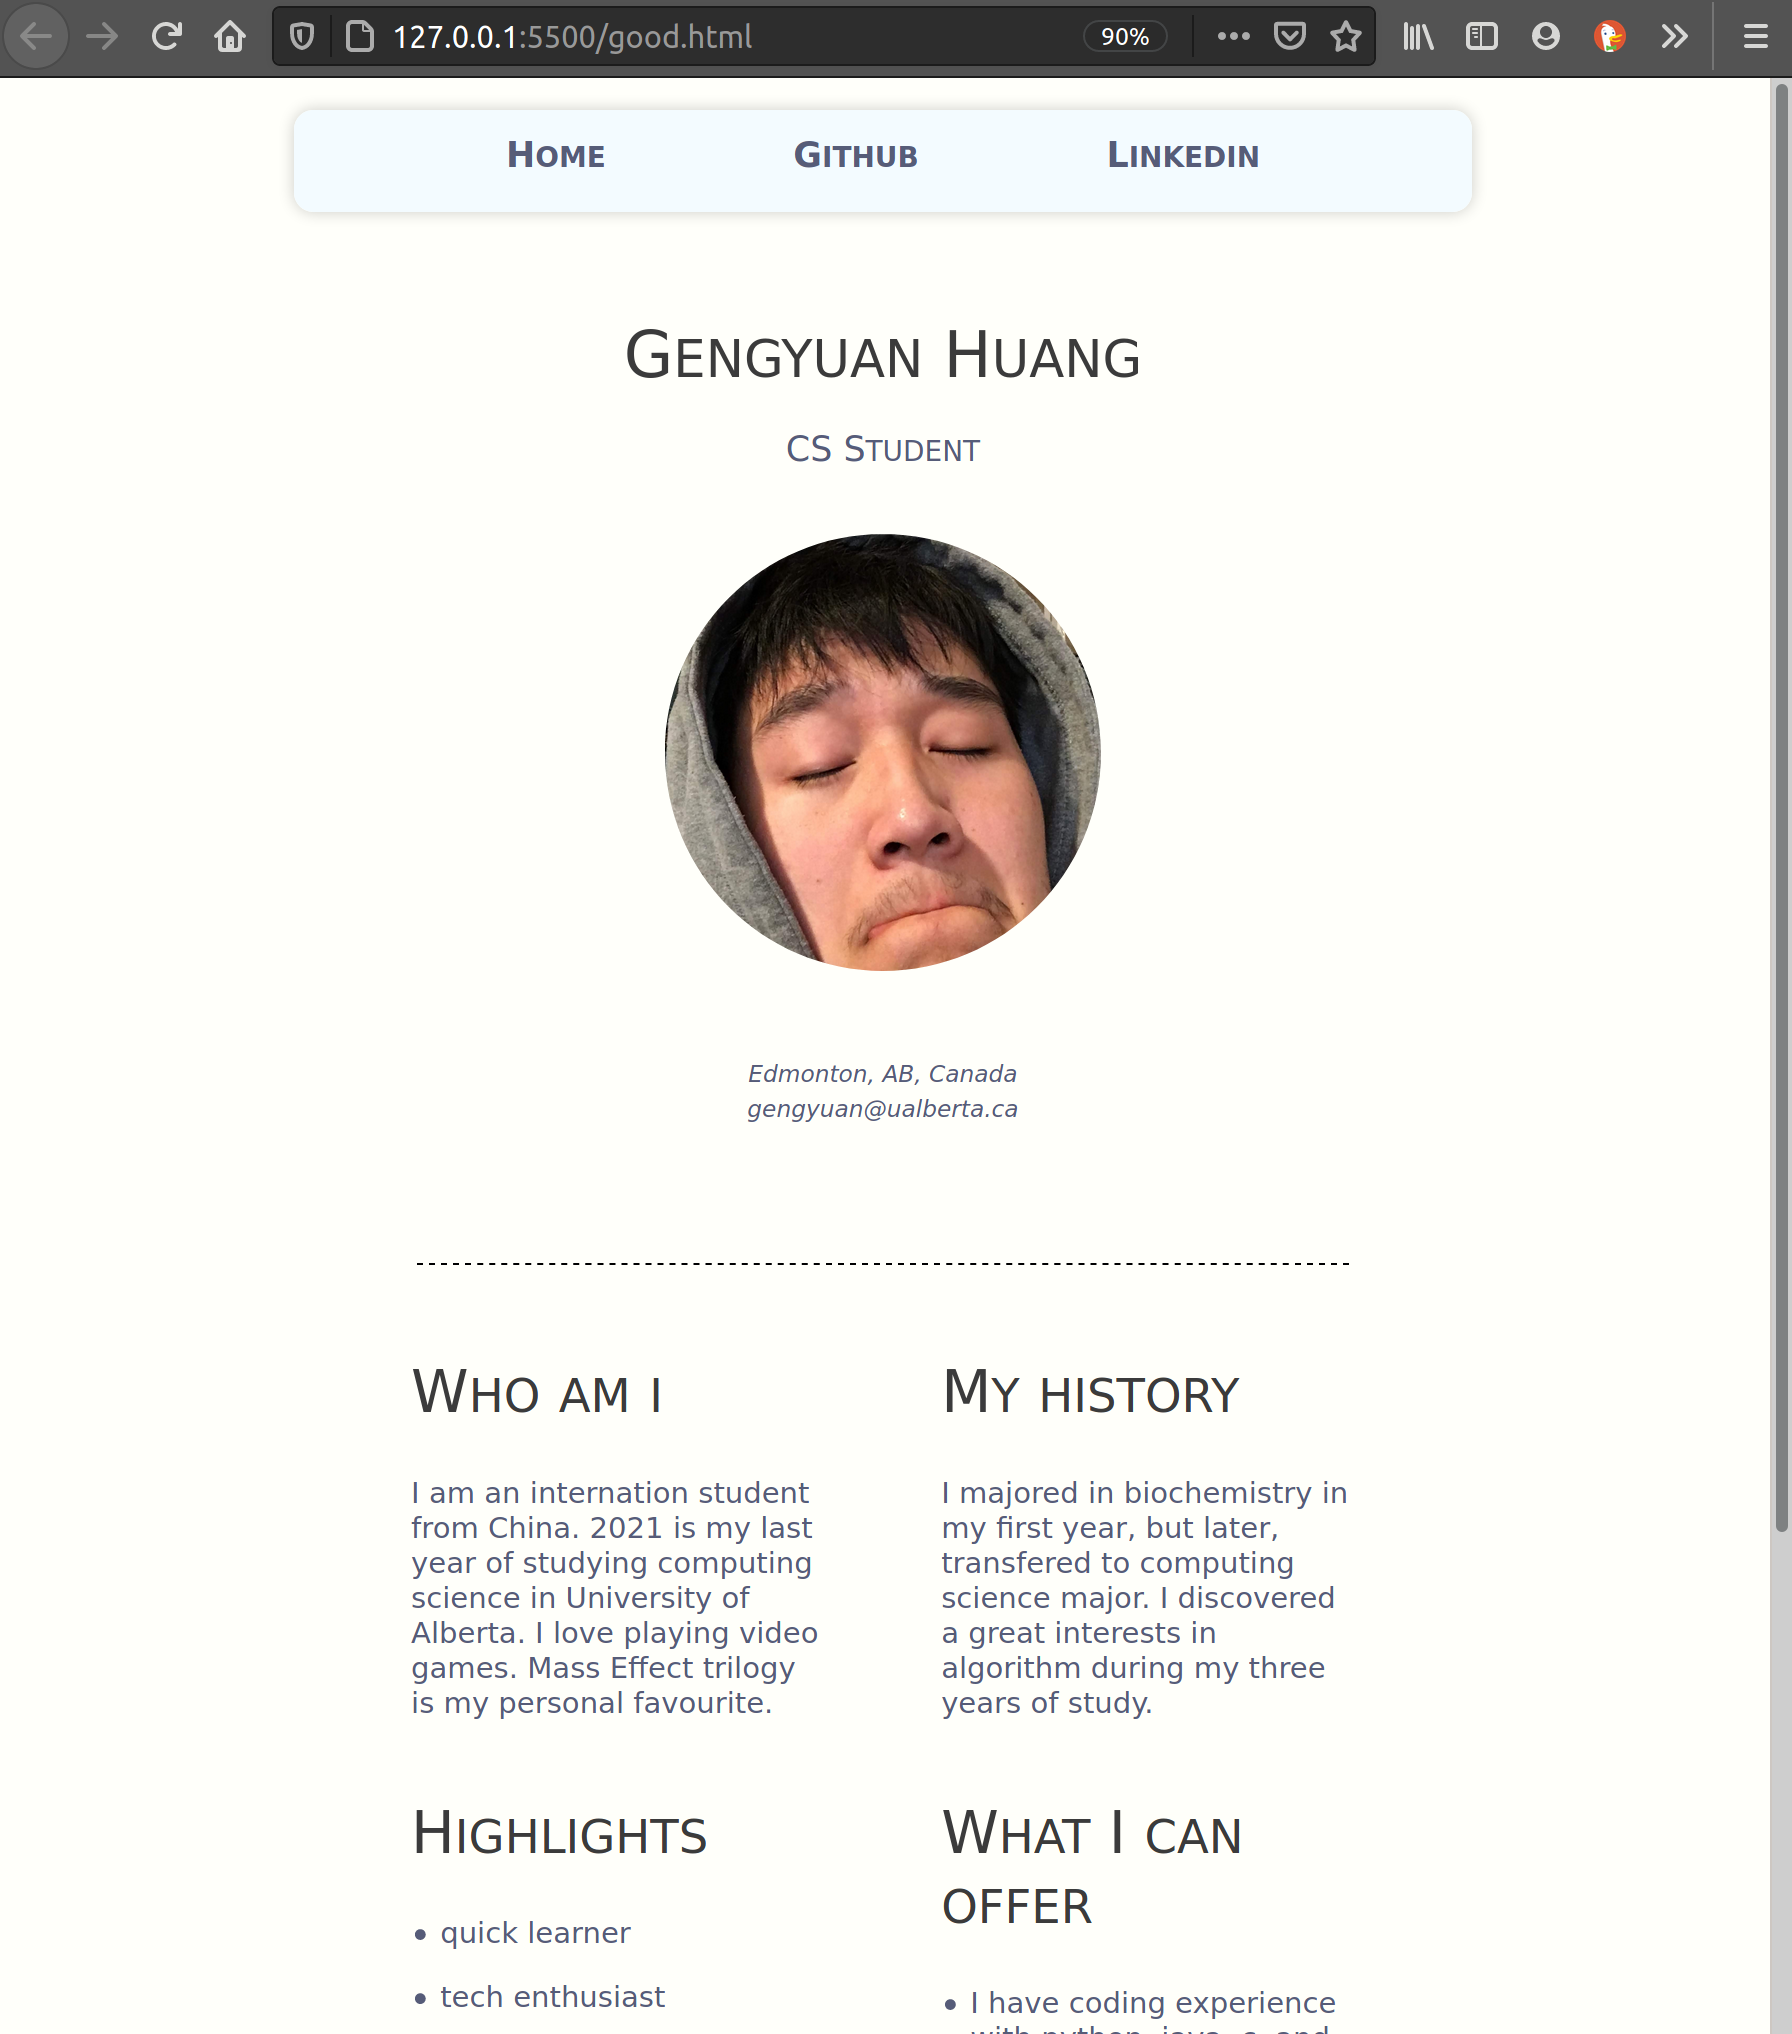 127.0.0.1:5500/good.html
90%
Home Github Linkedin
Gengyuan Huang
CS Student
Edmonton, AB, Canada
gengyuan@ualberta.ca
Who am i
I am an internation student
from China. 2021 is my last
year of studying computing
science in University of
Alberta. I love playing video
games. Mass Effect trilogy
is my personal favourite.
My history
I majored in biochemistry in
my first year, but later,
transfered to computing
science major. I discovered
a great interests in
algorithm during my three
years of study.
Highlights
• quick learner
• tech enthusiast
What I can
offer
• I have coding experience
with python, java, c, and